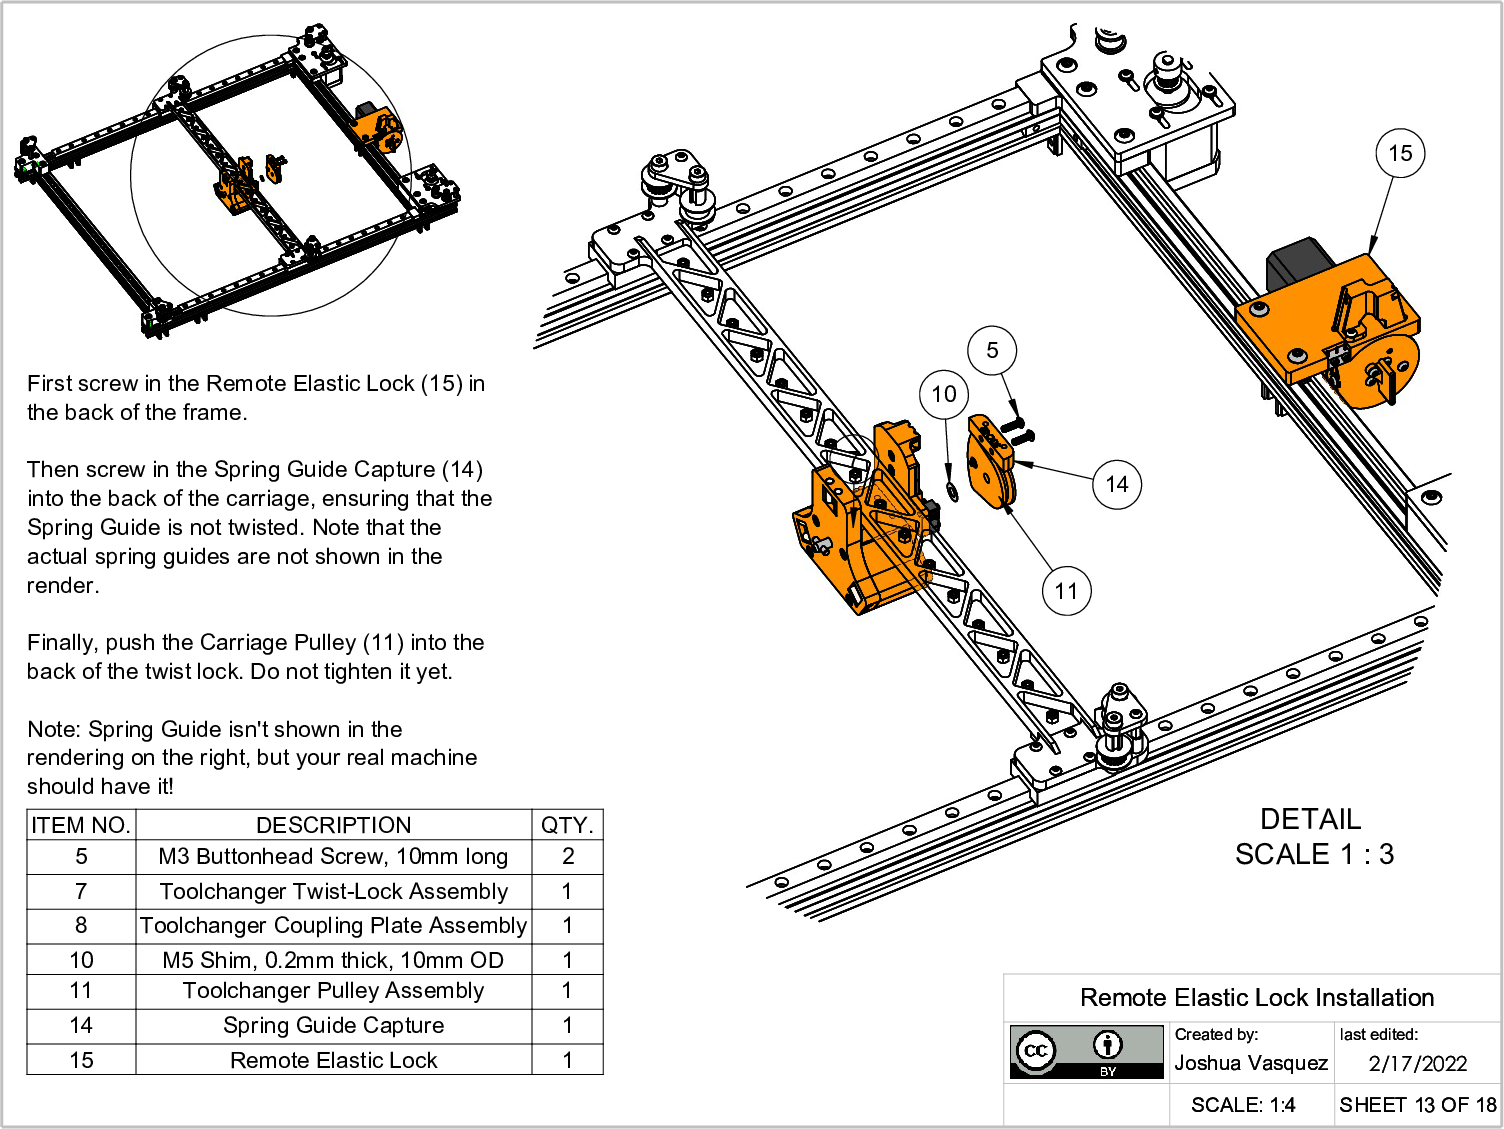 First screw in the Remote Elastic Lock (15) in
the back of the frame.
Then screw in the Spring Guide Capture (14)
into the back of the carriage, ensuring that the
Spring Guide is not twisted. Note that the
actual spring guides are not shown in the
render.
Finally, push the Carriage Pulley (11) into the
back of the twist lock. Do not tighten it yet.
Note: Spring Guide isn't shown in the
rendering on the right, but your real machine
should have it!
ITEM NO. DESCRIPTION QTY.
5 M3 Buttonhead Screw, 10mm long 2
7 Toolchanger Twist-Lock Assembly 1
8 Toolchanger Coupling Plate Assembly 1
10 M5 Shim, 0.2mm thick, 10mm OD 1
11 Toolchanger Pulley Assembly 1
14 Spring Guide Capture 1
15 Remote Elastic Lock 1
15
5
10
14
11
DETAIL
SCALE 1 : 3
Remote Elastic Lock Installation
cc
BY
Created by:
Joshua Vasquez
last edited:
2/17/2022
SCALE: 1:4
SHEET 13 OF 18